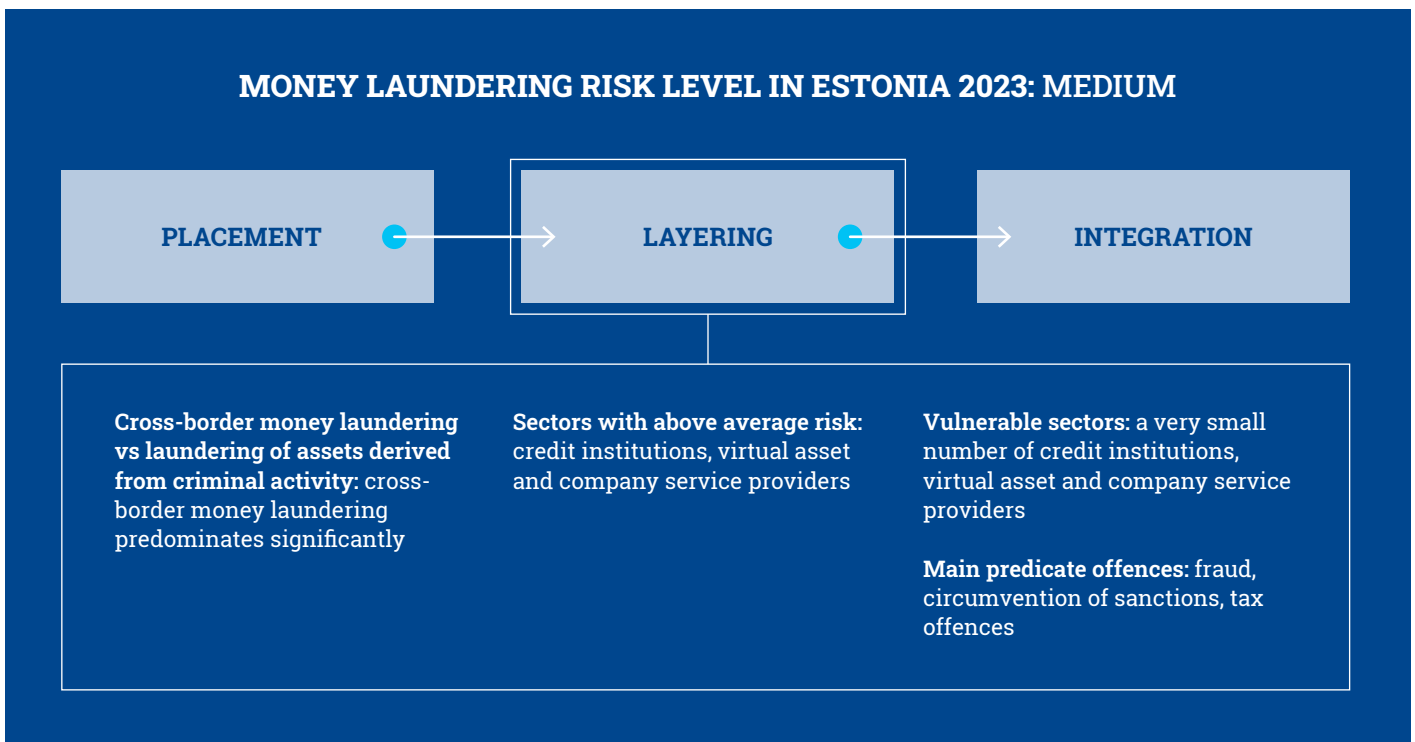 MONEY LAUNDERING RISK LEVEL IN ESTONIA 2023: MEDIUM
PLACEMENT
LAYERING
INTEGRATION
Cross-border money laundering
vs laundering of assets derived
from criminal activity: cross-
border money laundering
predominates significantly
Sectors with above average risk:
credit institutions, virtual asset
and company service providers
Vulnerable sectors: a very small
number of credit institutions,
virtual asset and company service
providers
Main predicate offences: fraud,
circumvention of sanctions, tax
offences